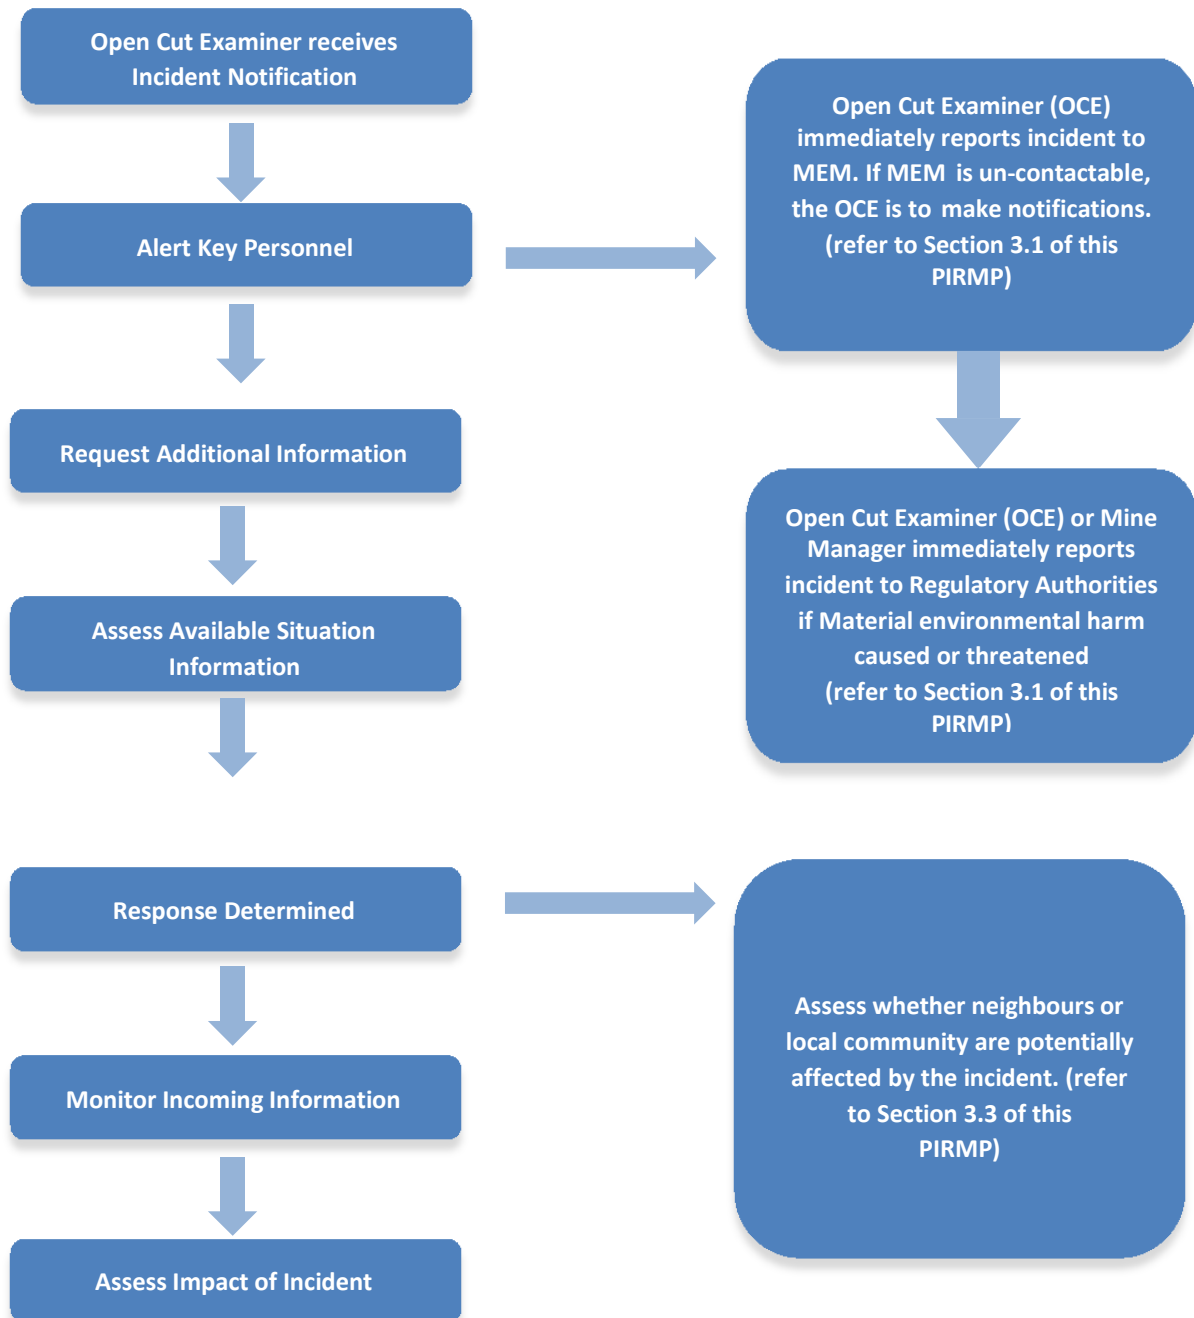 Open Cut Examiner receives
Incident Notification
Alert Key Personnel
Open Cut Examiner (OCE)
immediately reports incident to
MEM. If MEM is un-contactable,
the OCE is to make notifications.
(refer to Section 3.1 of this
PIRMP)
Request Additional Information
Open Cut Examiner (OCE) or Mine
Manager immediately reports
incident to Regulatory Authorities
if Material environmental harm
caused or threatened
(refer to Section 3.1 of this
PIRMP)
Assess Available Situation
Information
Response Determined
Assess whether neighbours or
local community are potentially
affected by the incident. (refer
to Section 3.3 of this
PIRMP)
Monitor Incoming Information
Assess Impact of Incident